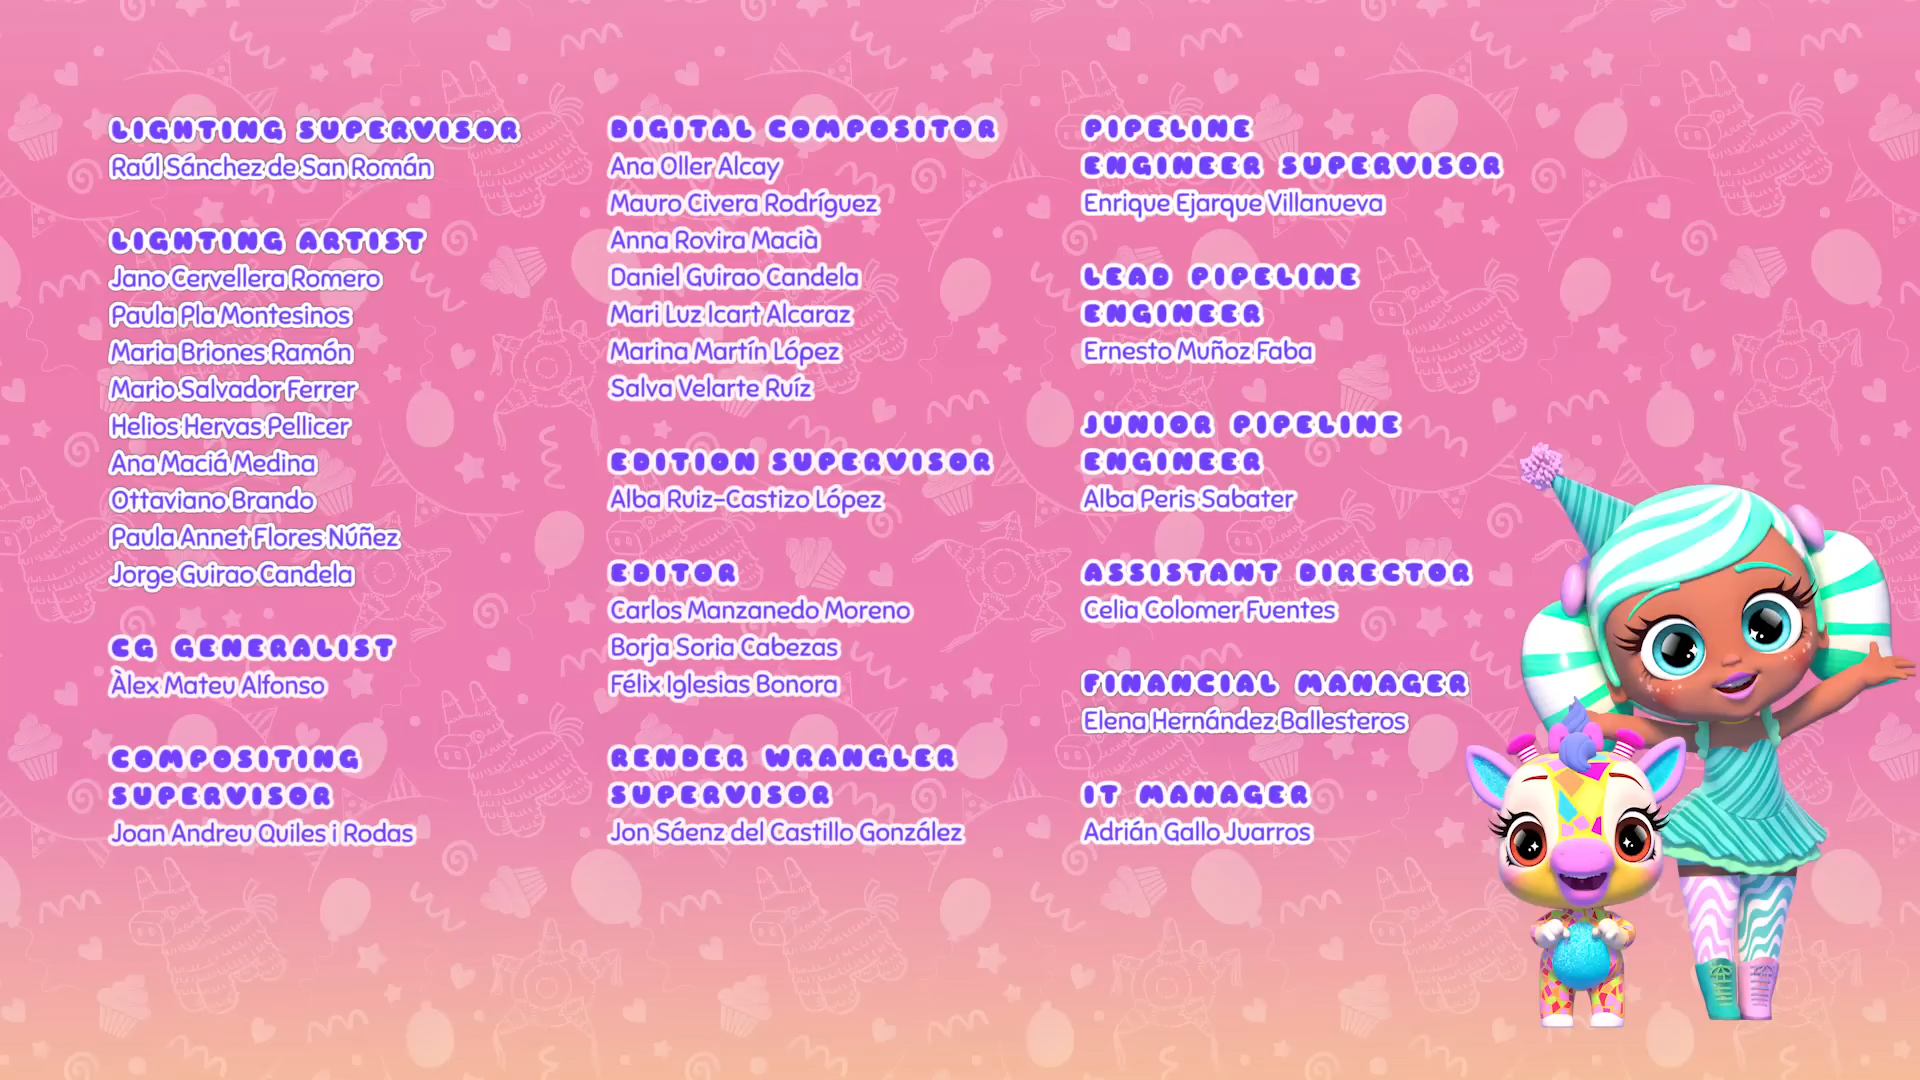 LIGHTING SUPERVISOR
Raúl Sánchez de San Román
LIGHTING ARTIST
Jano Cervellera Romero
Paula Pla Montesinos
Maria Briones Ramón
Mario Salvador Ferrer
Helios Hervas Pellicer
Ana Maciá Medina
Ottaviano Brando
Paula Annet Flores Núñez
Jorge Guirao Candela
CG GENERALIST
Àlex Mateu Alfonso
COMPOSITING
SUPERVISOR
Joan Andreu Quiles i Rodas
DIGITAL COMPOSITOR
Ana Oller Alcay
Mauro Civera Rodríguez
Anna Rovira Macià
Daniel Guirao Candela
Mari Luz Icart Alcaraz
Marina Martín López
Salva Velarte Ruíz
EDITION SUPERVISOR
Alba Ruiz-Castizo López
EDITOR
Carlos Manzanedo Moreno
Borja Soria Cabezas
Félix Iglesias Bonora
RENDER WRANGLER
SUPERVISOR
Jon Sáenz del Castillo González
PIPELINE
ENGINEER SUPERVISOR
Enrique Ejarque Villanueva
LEAD PIPELINE
ENGINEER
Ernesto Muñoz Faba
JUNIOR PIPELINE
ENGINEER
Alba Peris Sabater
ASSISTANT DIRECTOR
Celia Colomer Fuentes
FINANCIAL MANAGER
Elena Hernández Ballesteros
IT MANAGER
Adrián Gallo Juarros